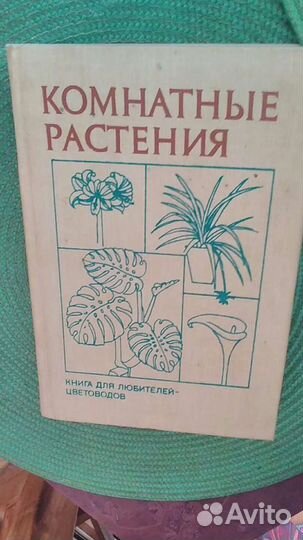 КОМНАТНЫЕ
РАСТЕНИЯ
КНИГА ДЛЯ ЛЮБИТЕЛЕЙ-
ЦВЕТОВОДОВ
Avito